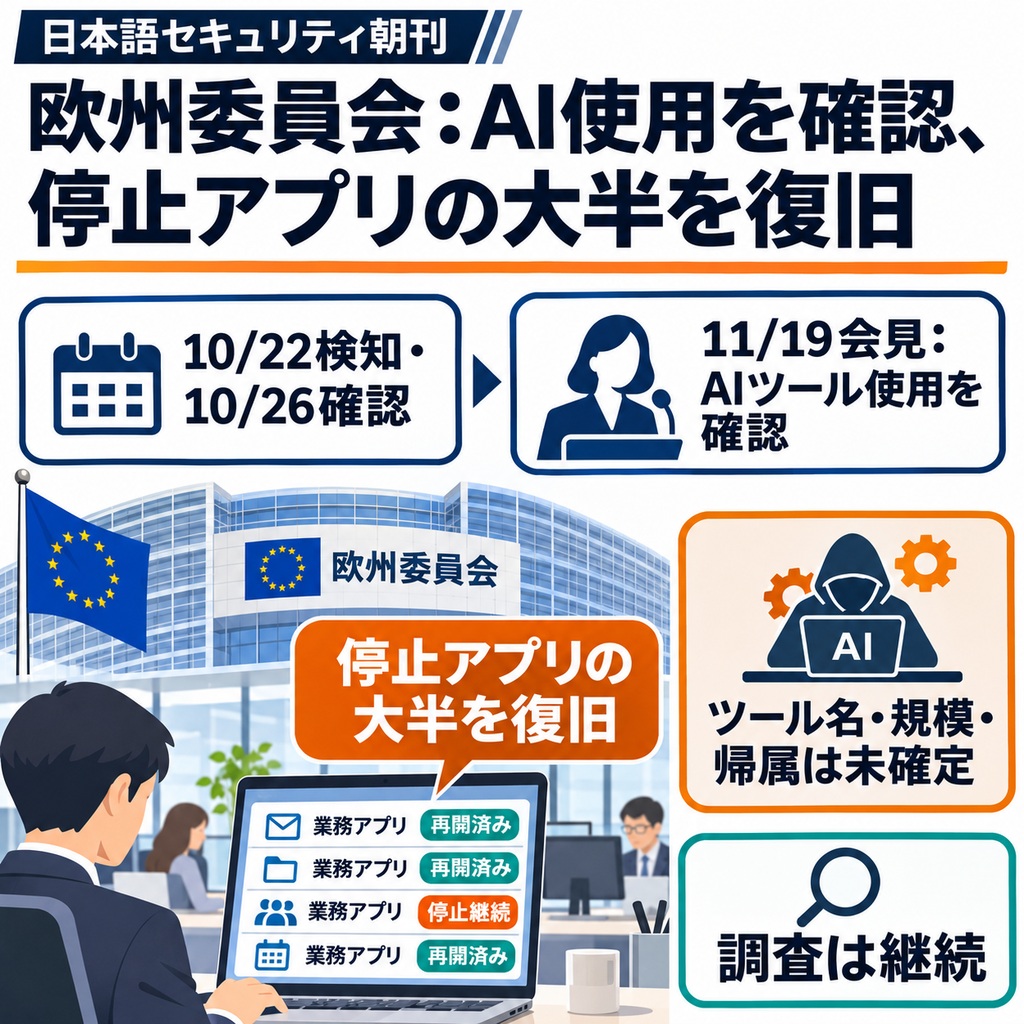 日本語セキュリティ朝刊
欧州委員会：AI使用を確認、
停止アプリの大半を復旧
10/22検知・
10/26確認
11/19会見：
AIツール使用を
確認
欧州委員会
停止アプリの
大半を復旧
AI
ツール名・規模・
帰属は未確定
業務アプリ 再開済み
業務アプリ 再開済み
業務アプリ 停止継続
業務アプリ 再開済み
調査は継続